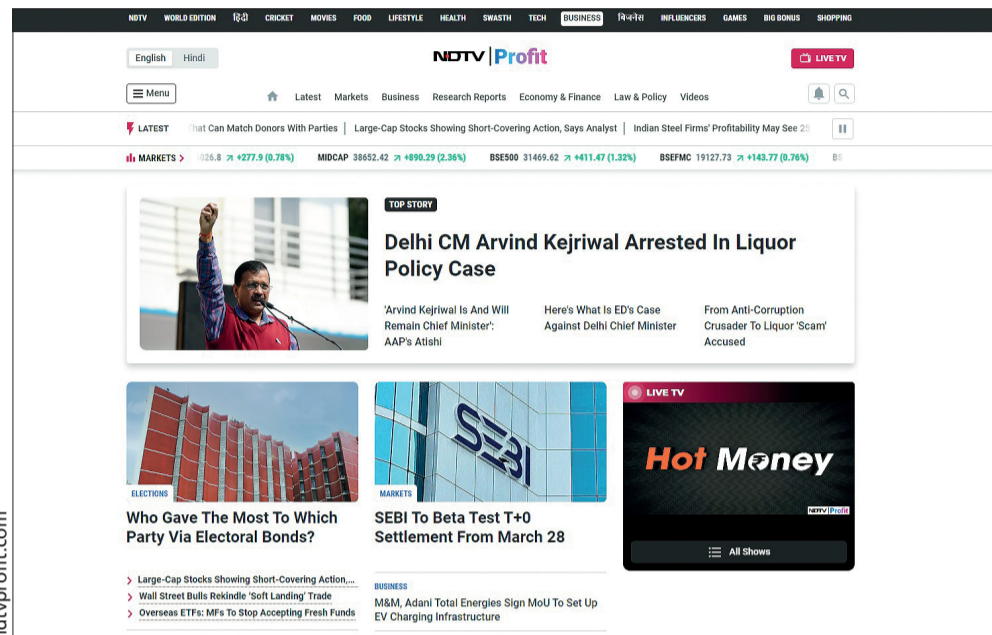 NDTV WORLD EDITION हिंदी CRICKET MOVIES FOOD LIFESTYLE HEALTH SWASTH TECH BUSINESS बिजनेस INFLUENCERS GAMES BIG BONUS SHOPPING
English Hindi
NDTV Profit
LIVE TV
Menu
Latest Markets Business Research Reports Economy & Finance Law & Policy Videos
LATEST That Can Match Donors With Parties | Large-Cap Stocks Showing Short-Covering Action, Says Analyst | Indian Steel Firms' Profitability May See 25
MARKETS 026.8 +277.9 (0.78%) MIDCAP 38652.42 +890.29 (2.36%) BSE500 31469.62 +411.47 (1.32%) BSEFMC 19127.73 +143.77 (0.76%) BS
TOP STORY
Delhi CM Arvind Kejriwal Arrested In Liquor
Policy Case
'Arvind Kejriwal Is And Will
Remain Chief Minister':
AAP's Atishi
Here's What Is ED's Case
Against Delhi Chief Minister
From Anti-Corruption
Crusader To Liquor 'Scam'
Accused
ELECTIONS
Who Gave The Most To Which
Party Via Electoral Bonds?
Large-Cap Stocks Showing Short-Covering Action,...
Wall Street Bulls Rekindle 'Soft Landing' Trade
Overseas ETFs: MFs To Stop Accepting Fresh Funds
SEBI
MARKETS
SEBI To Beta Test T+0
Settlement From March 28
BUSINESS
M&M, Adani Total Energies Sign MoU To Set Up
EV Charging Infrastructure
LIVE TV
Hot Money
NDTV Profit
All Shows
ndtvprofit.com